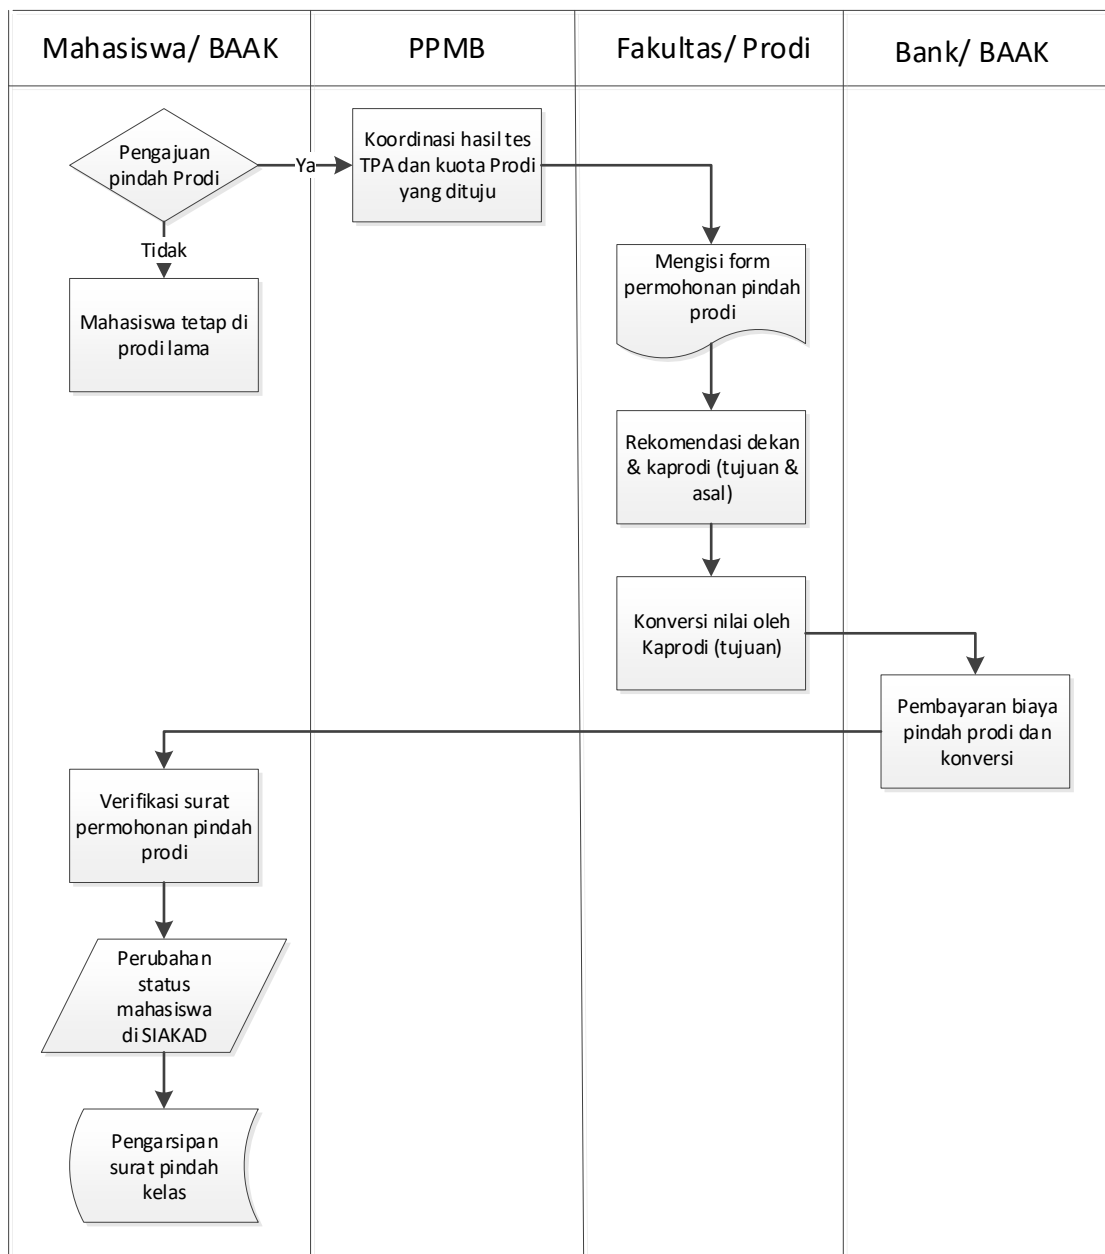 Mahasiswa/ BAAK
PPMB
Fakultas/ Prodi
Bank/ BAAK
Pengajuan
pindah Prodi
Ya
Koordinasi hasil tes
TPA dan kuota Prodi
yang dituju
Tidak
Mahasiswa tetap di
prodi lama
Mengisi form
permohonan pindah
prodi
Rekomendasi dekan
& kaprodi (tujuan &
asal)
Konversi nilai oleh
Kaprodi (tujuan)
Pembayaran biaya
pindah prodi dan
konversi
Verifikasi surat
permohonan pindah
prodi
Perubahan
status
mahasiswa
di SIAKAD
Pengarsipan
surat pindah
kelas